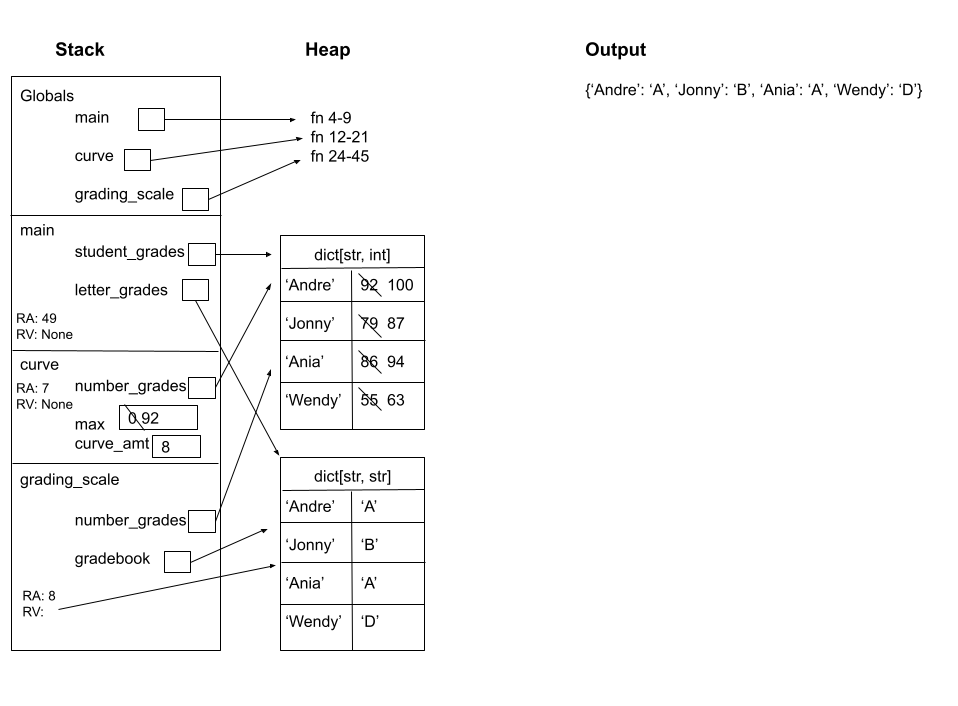 Stack
Heap
Output
Globals
main
curve
grading_scale
fn 4-9
fn 12-21
fn 24-45
{‘Andre’: ‘A’, ‘Jonny’: ‘B’, ‘Ania’: ‘A’, ‘Wendy’: ‘D’}
main
student_grades
letter_grades
RA: 49
RV: None
curve
RA: 7
RV: None
number_grades
max
0 92
curve_amt
8
grading_scale
number_grades
gradebook
RA: 8
RV:
dict[str, int]
‘Andre’ 92 100
‘Jonny’ 79 87
‘Ania’ 86 94
‘Wendy’ 55 63
dict[str, str]
‘Andre’ ‘A’
‘Jonny’ ‘B’
‘Ania’ ‘A’
‘Wendy’ ‘D’